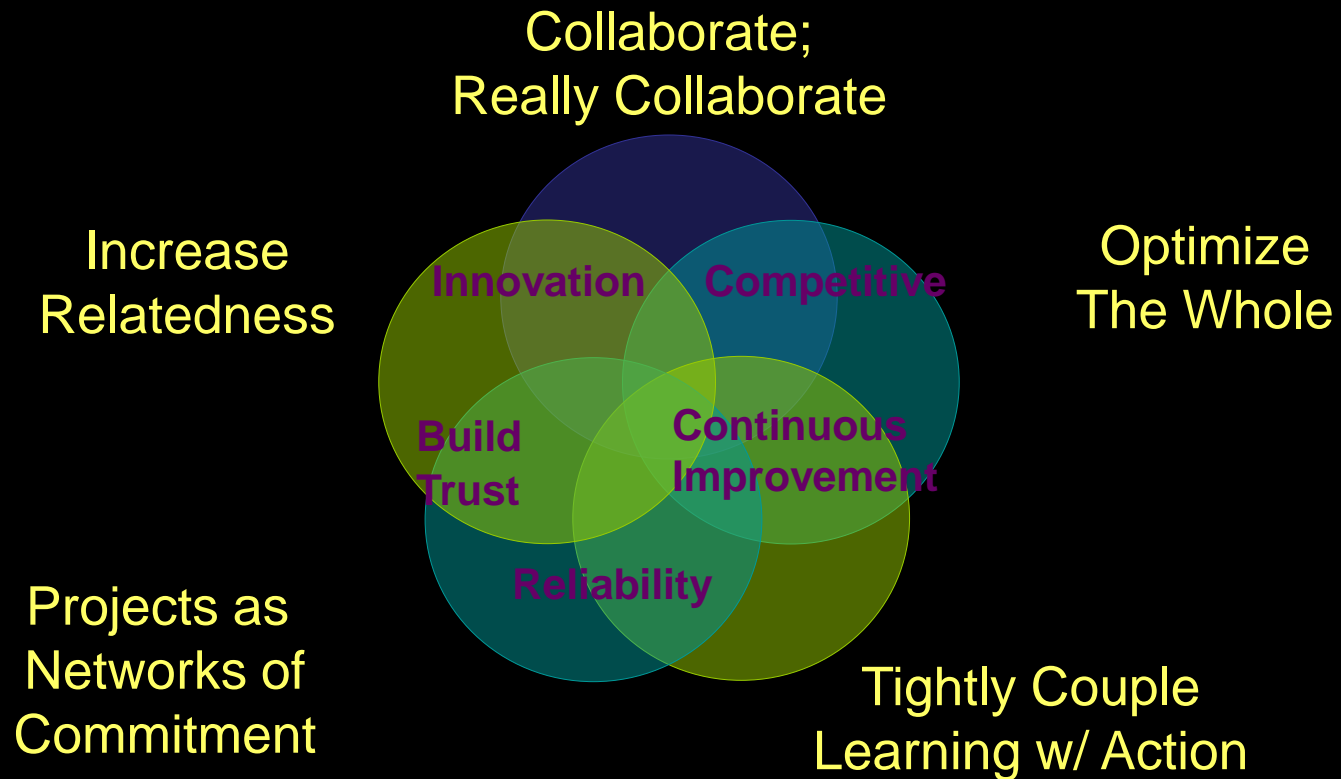 Collaborate;
Really Collaborate
Increase
Relatedness
Optimize
The Whole
Innovation
Competitive
Build
Trust
Continuous
Improvement
Reliability
Projects as
Networks of
Commitment
Tightly Couple
Learning w/ Action